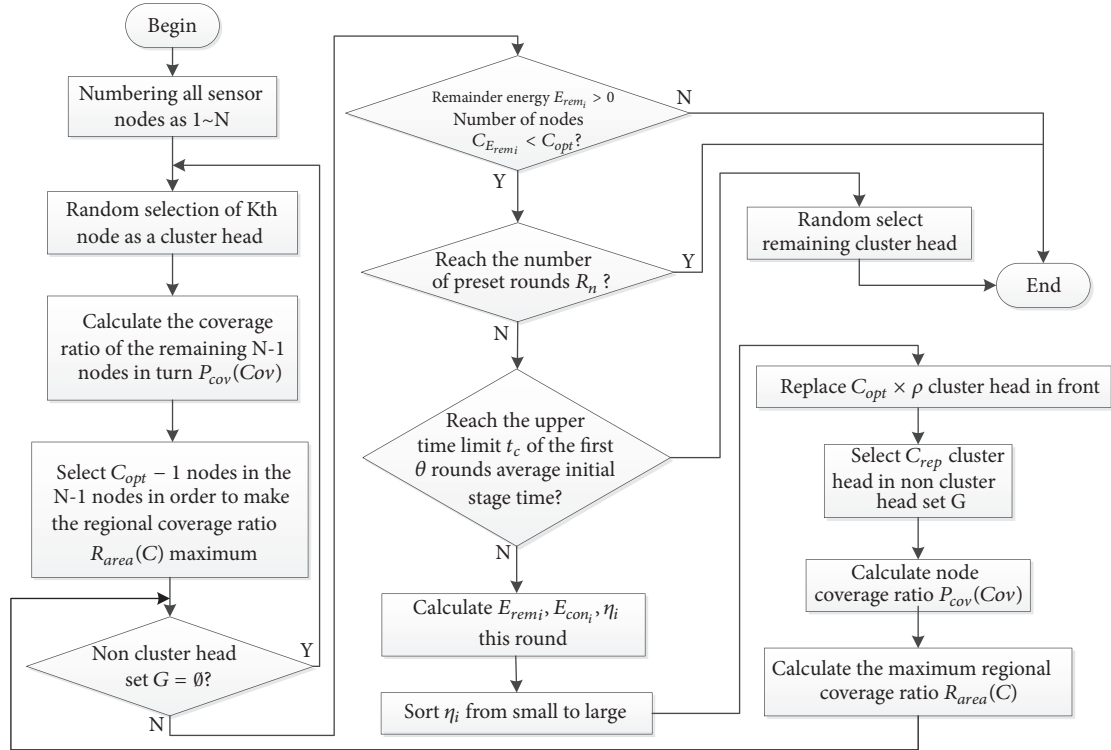 Begin
Numbering all sensor
nodes as 1~N
Random selection of Kth
node as a cluster head
Calculate the coverage
ratio of the remaining N-1
nodes in turn P_cov(Cov)
Select C_opt − 1 nodes in the
N-1 nodes in order to make
the regional coverage ratio
R_area(C) maximum
Non cluster head
set G = ∅?
Y
N
Remainder energy E_rem_i > 0
Number of nodes
C_E_rem_i < C_opt?
N
Y
Reach the number
of preset rounds R_n ?
Y
N
Reach the upper
time limit t_c of the first
θ rounds average initial
stage time?
N
Calculate E_remi, E_con_i, η_i
this round
Sort η_i from small to large
Random select
remaining cluster head
End
Replace C_opt × ρ cluster head in front
Select C_rep cluster
head in non cluster
head set G
Calculate node
coverage ratio P_cov(Cov)
Calculate the maximum regional
coverage ratio R_area(C)